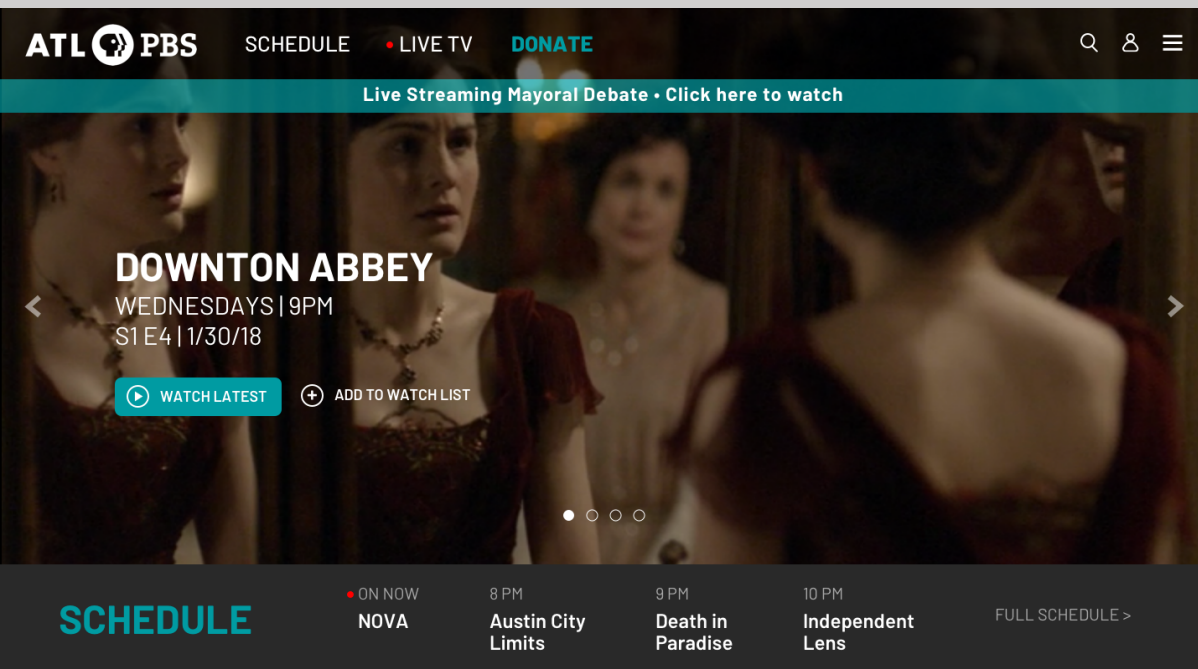 ATL PBS
SCHEDULE
LIVE TV
DONATE
Live Streaming Mayoral Debate • Click here to watch
DOWNTON ABBEY
WEDNESDAYS | 9PM
S1 E4 | 1/30/18
WATCH LATEST
ADD TO WATCH LIST
SCHEDULE
ON NOW
NOVA
8 PM
Austin City
Limits
9 PM
Death in
Paradise
10 PM
Independent
Lens
FULL SCHEDULE >